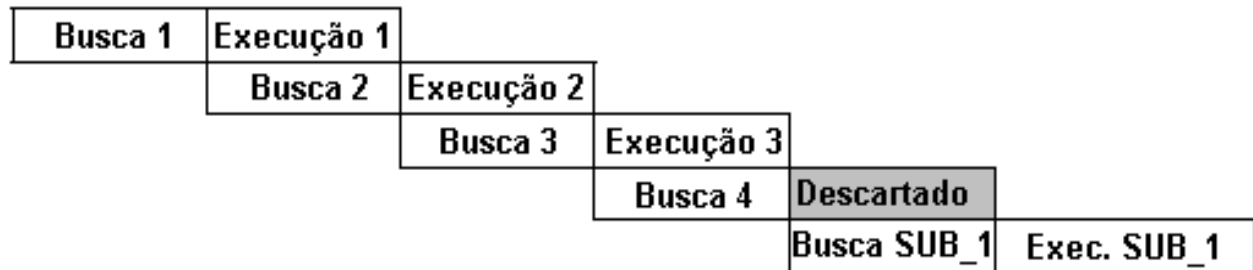 Busca 1 Execução 1
Busca 2 Execução 2
Busca 3 Execução 3
Busca 4 Descartado
Busca SUB_1 Exec. SUB_1